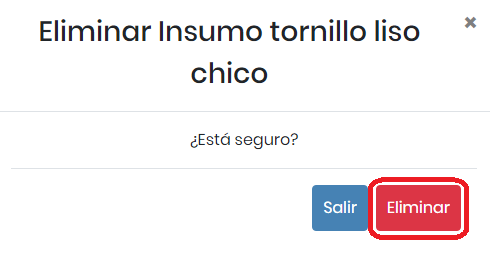 Eliminar Insumo tornillo liso
chico
¿Está seguro?
Salir Eliminar